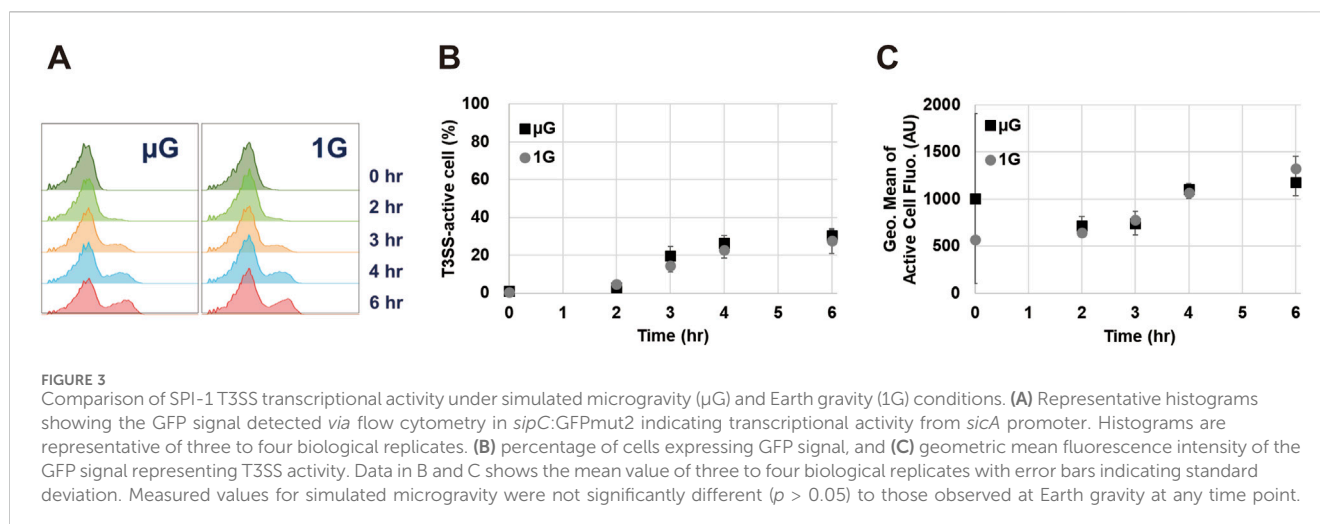 A
µG
1G
0 hr
2 hr
3 hr
4 hr
6 hr
B
T3SS-active cell (%)
100
80
60
40
20
0
µG
1G
0 1 2 3 4 5 6
Time (hr)
C
Geo. Mean of
Active Cell Fluo. (AU)
2000
1500
1000
500
0
µG
1G
0 1 2 3 4 5 6
Time (hr)
FIGURE 3
Comparison of SPI-1 T3SS transcriptional activity under simulated microgravity (µG) and Earth gravity (1G) conditions. (A) Representative histograms
showing the GFP signal detected via flow cytometry in sipC:GFPmut2 indicating transcriptional activity from sicA promoter. Histograms are
representative of three to four biological replicates. (B) percentage of cells expressing GFP signal, and (C) geometric mean fluorescence intensity of the
GFP signal representing T3SS activity. Data in B and C shows the mean value of three to four biological replicates with error bars indicating standard
deviation. Measured values for simulated microgravity were not significantly different (p > 0.05) to those observed at Earth gravity at any time point.